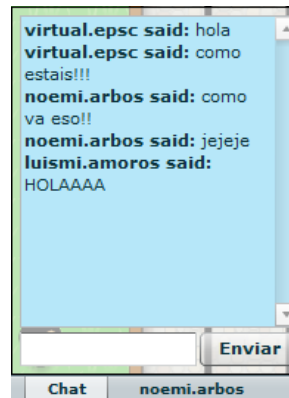 virtual.epsc said: hola
virtual.epsc said: como
estais!!!
noemi.arbos said: como
va eso!!
noemi.arbos said: jejeje
luismi.amoros said:
HOLAAAA
Enviar
Chat noemi.arbos